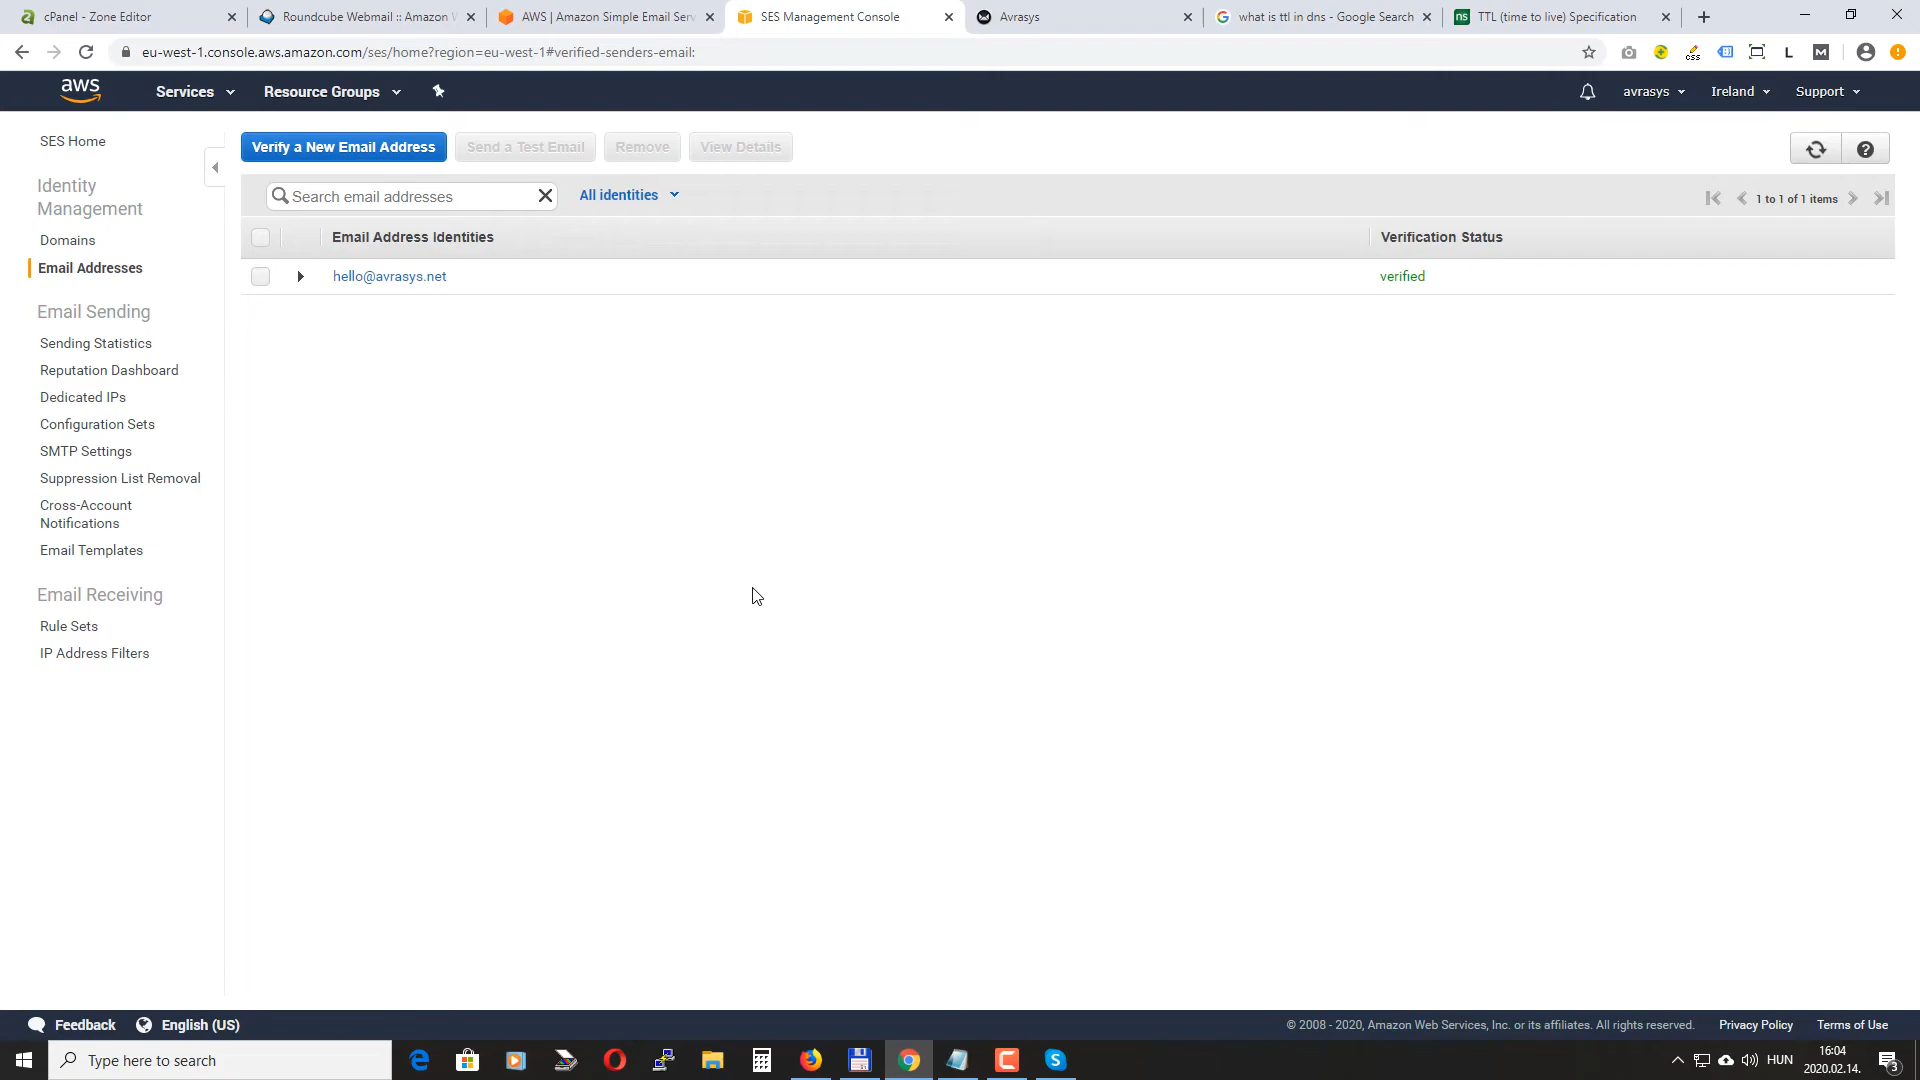 cPanel - Zone Editor
Roundcube Webmail :: Amazon
AWS | Amazon Simple Email Ser
SES Management Console
Avrasys
what is ttl in dns - Google Search
ns
TTL (time to live) Specification
eu-west-1.console.aws.amazon.com/ses/home?region=eu-west-1#verified-senders-email:
css
L
M
aws
Services
Resource Groups
avrasys
Ireland
Support
SES Home
Identity
Management
Domains
Email Addresses
Email Sending
Sending Statistics
Reputation Dashboard
Dedicated IPs
Configuration Sets
SMTP Settings
Suppression List Removal
Cross-Account
Notifications
Email Templates
Email Receiving
Rule Sets
IP Address Filters
Verify a New Email Address
Send a Test Email
Remove
View Details
Search email addresses
All identities
1 to 1 of 1 items
Email Address Identities
Verification Status
hello@avrasys.net
verified
Feedback
English (US)
© 2008 - 2020, Amazon Web Services, Inc. or its affiliates. All rights reserved.
Privacy Policy
Terms of Use
Type here to search
HUN
16:04
2020.02.14.
3